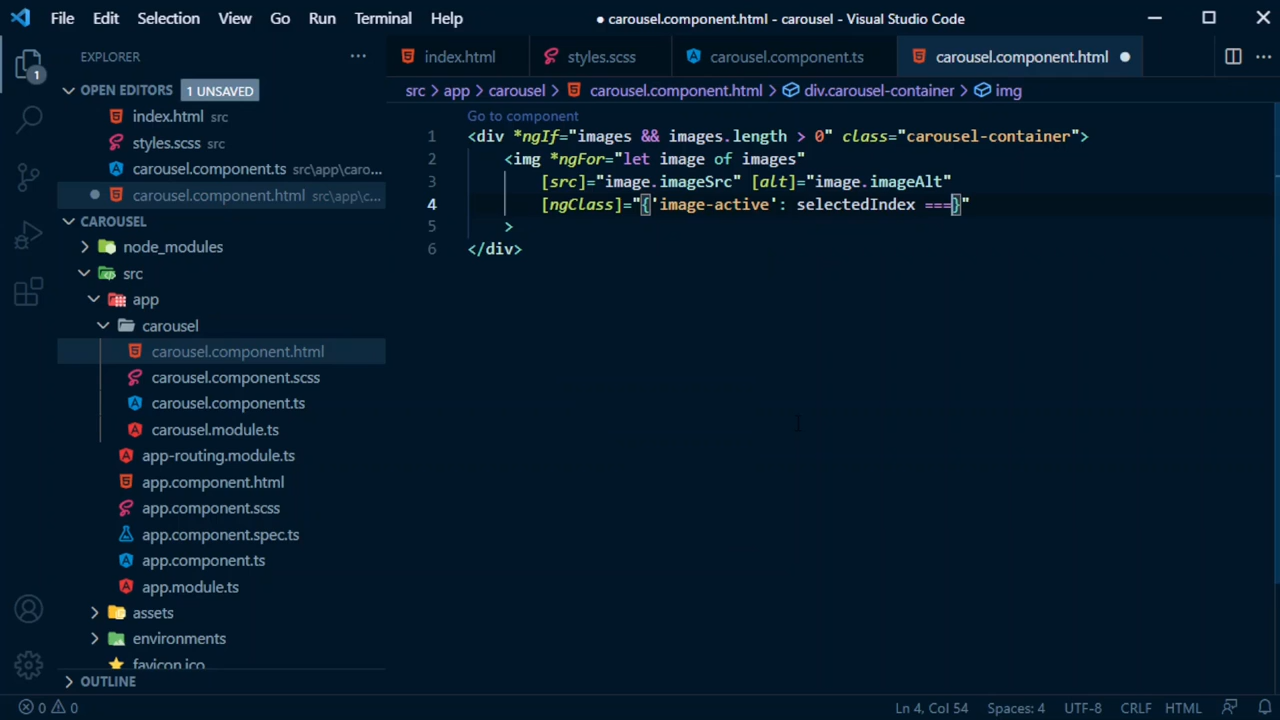 File Edit Selection View Go Run Terminal Help
● carousel.component.html - carousel - Visual Studio Code
EXPLORER
index.html
styles.scss
carousel.component.ts
carousel.component.html
1
OPEN EDITORS
1 UNSAVED
index.html src
styles.scss src
carousel.component.ts src\app\caro...
carousel.component.html src\app\c...
CAROUSEL
node_modules
src
app
carousel
carousel.component.html
carousel.component.scss
carousel.component.ts
carousel.module.ts
app-routing.module.ts
app.component.html
app.component.scss
app.component.spec.ts
app.component.ts
app.module.ts
assets
environments
favicon.ico
OUTLINE
src > app > carousel > carousel.component.html > div.carousel-container > img
Go to component
1 <div *ngIf="images && images.length > 0" class="carousel-container">
2 <img *ngFor="let image of images"
3 [src]="image.imageSrc" [alt]="image.imageAlt"
4 [ngClass]="{'image-active': selectedIndex ===}"
5 >
6 </div>
0 0
Ln 4, Col 54 Spaces: 4 UTF-8 CRLF HTML